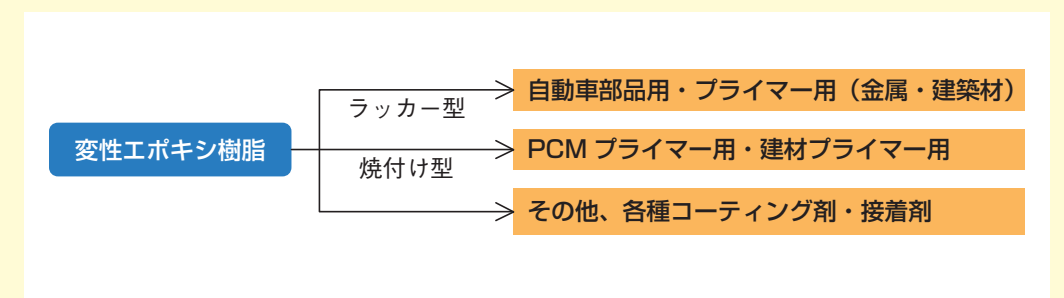 変性エポキシ樹脂
ラッカー型
自動車部品用・プライマー用（金属・建築材）
焼付け型
PCM プライマー用・建材プライマー用
その他、各種コーティング剤・接着剤